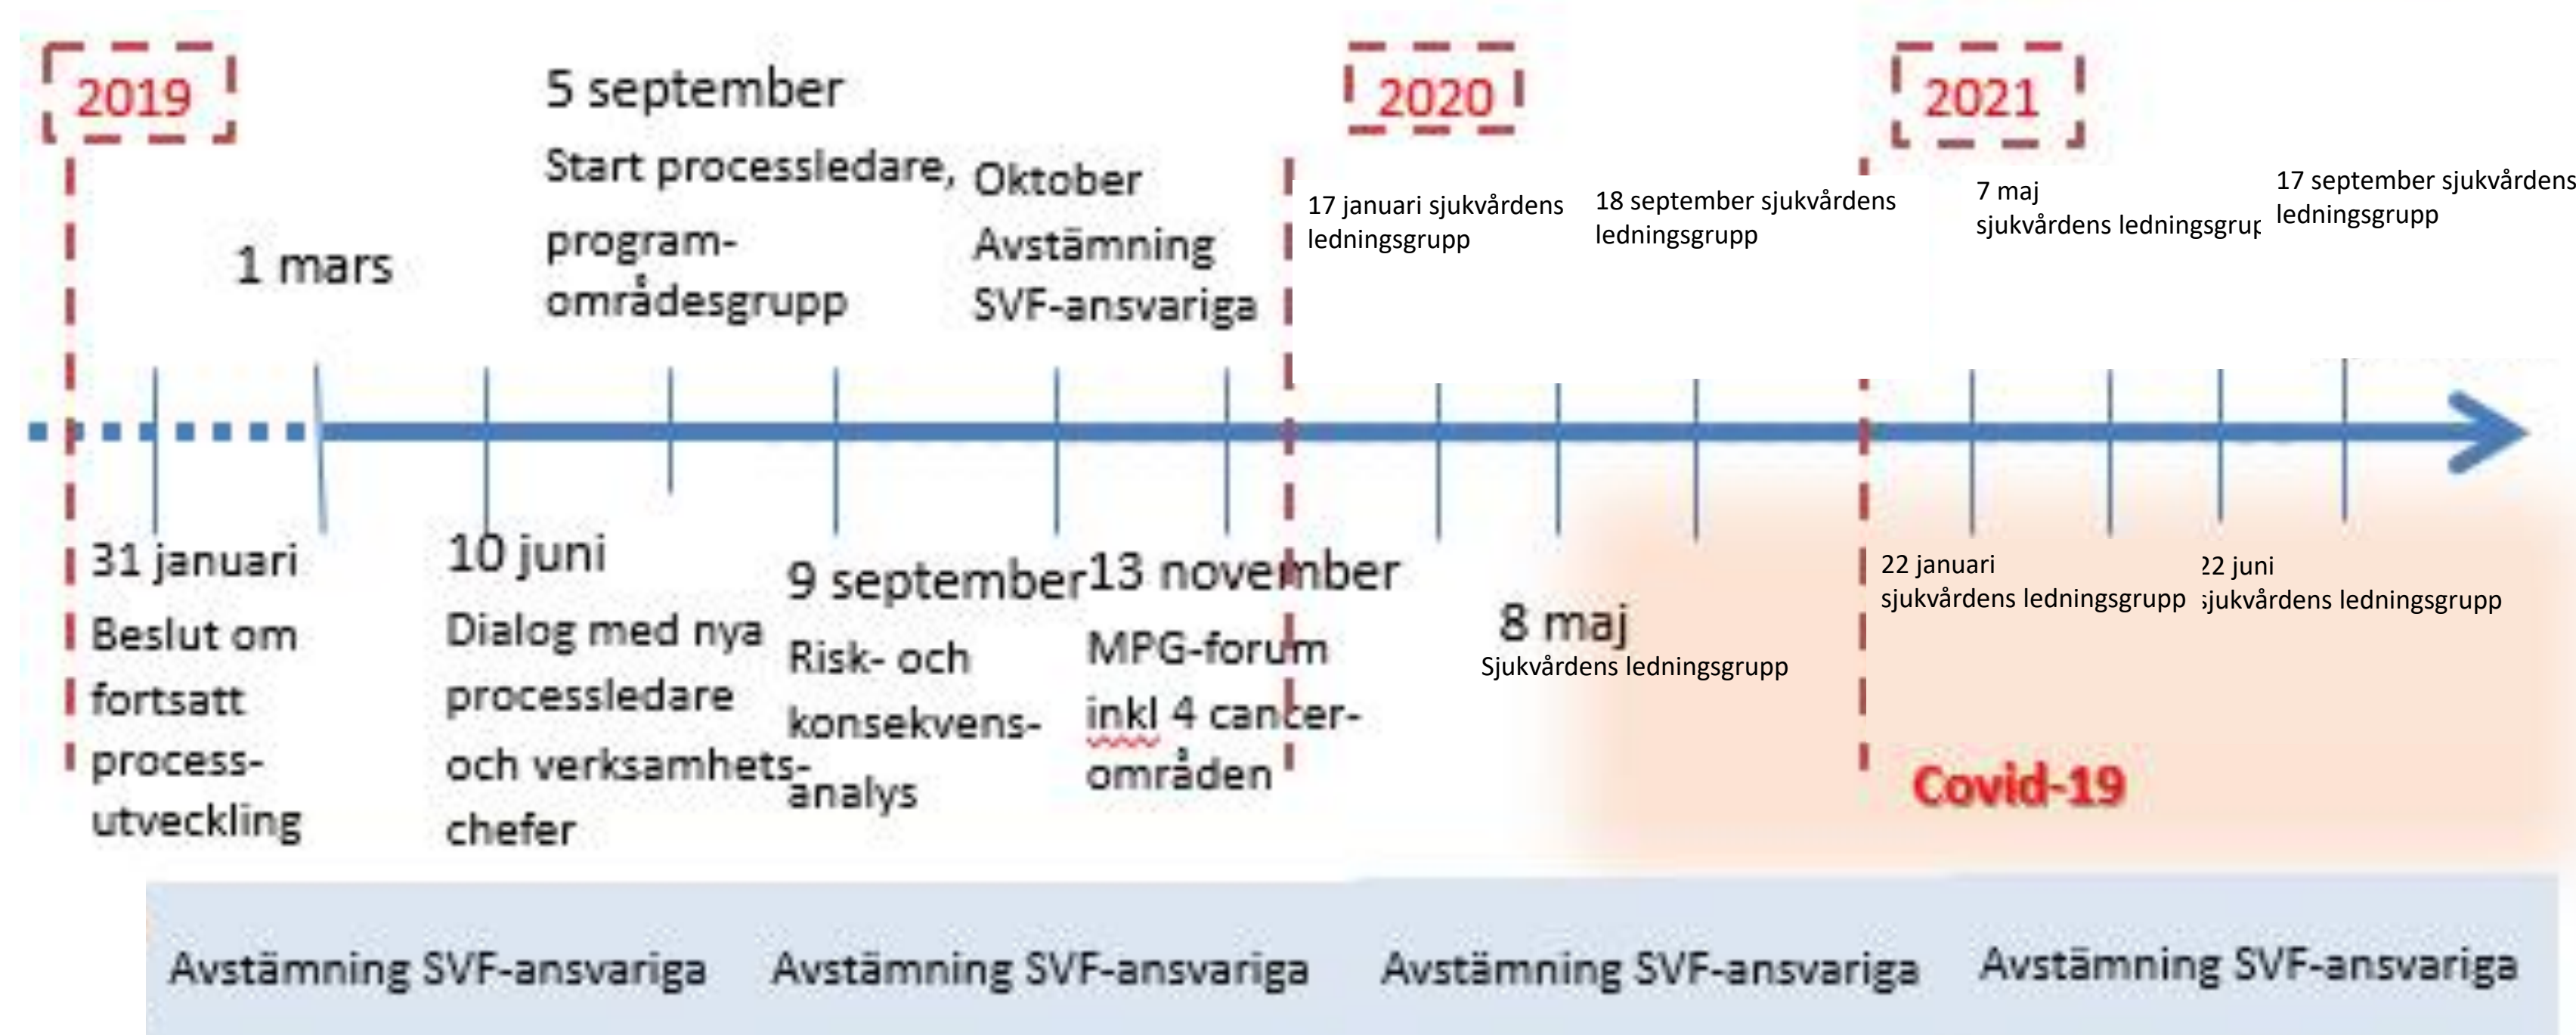 2019
5 september
Start processledare,
program-
områdesgrupp
1 mars
Oktober
Avstämning
SVF-ansvariga
2020
17 januari sjukvårdens
ledningsgrupp
18 september sjukvårdens
ledningsgrupp
2021
7 maj
sjukvårdens ledningsgrup
17 september sjukvårdens
ledningsgrupp
31 januari
Beslut om
fortsatt
process-
utveckling
10 juni
Dialog med nya
processledare
och verksamhets-
chefer
9 september
Risk- och
konsekvens-
analys
13 november
MPG-forum
inkl 4 cancer-
områden
8 maj
Sjukvårdens ledningsgrupp
22 januari
sjukvårdens ledningsgrupp
22 juni
sjukvårdens ledningsgrupp
Covid-19
Avstämning SVF-ansvariga
Avstämning SVF-ansvariga
Avstämning SVF-ansvariga
Avstämning SVF-ansvariga